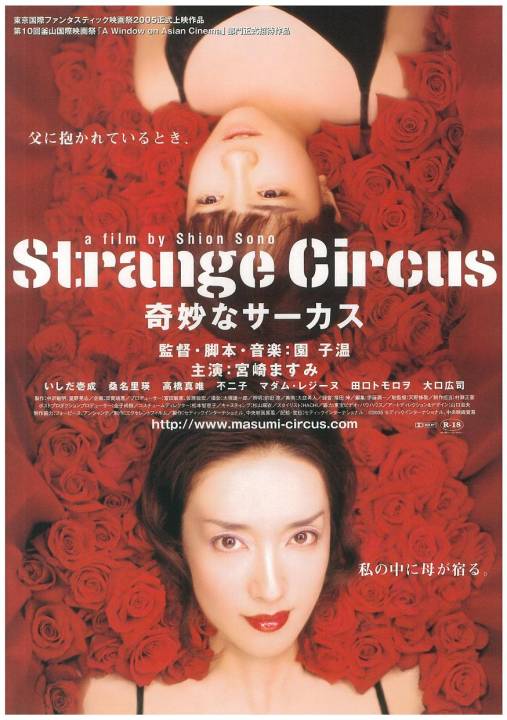 東京国際ファンタスティック映画祭2005正式上映作品
第10回釜山国際映画祭「A Window on Asian Cinema」部門正式招待作品
父に抱かれているとき、
a film by Shion Sono
Strange Circus
奇妙なサーカス
監督・脚本・音楽：園 子温
主演：宮崎ますみ
いしだ壱成 桑名里瑛 高橋真唯 不二子 マダム・レジーヌ 田口トモロヲ 大口広司
http://www.masumi-circus.com
R-18
私の中に母が宿る。